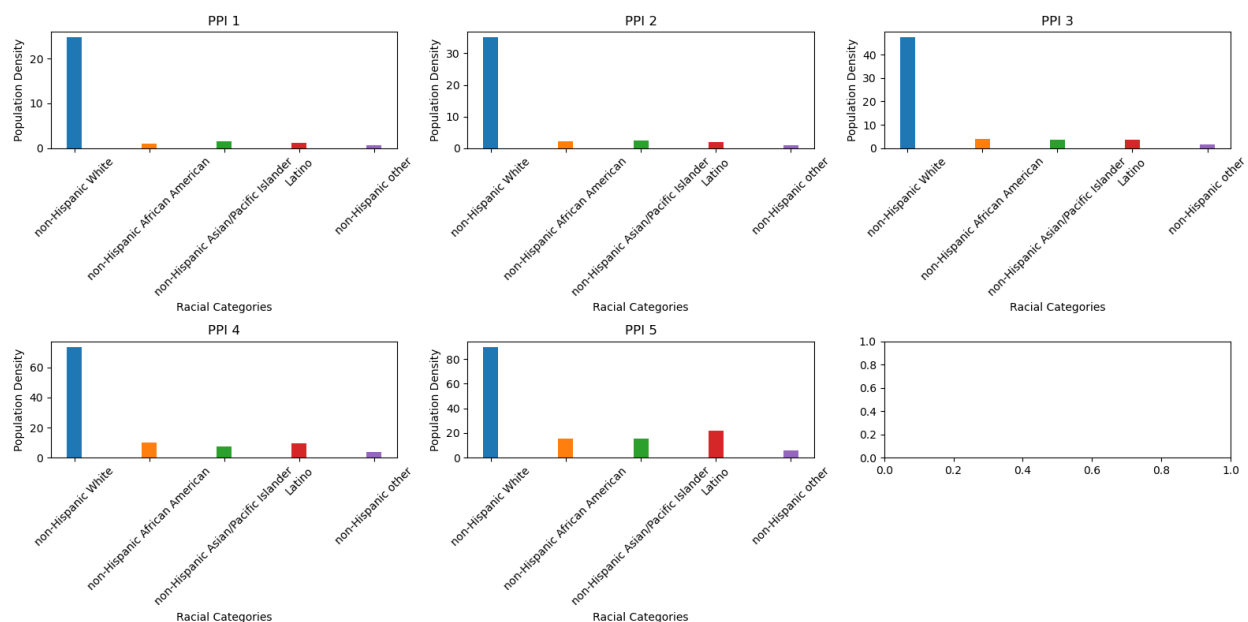 PPI 1
Population Density
20
10
0
non-Hispanic White
non-Hispanic African American
non-Hispanic Asian/Pacific Islander
Latino
non-Hispanic other
Racial Categories
PPI 2
Population Density
30
20
10
0
non-Hispanic White
non-Hispanic African American
non-Hispanic Asian/Pacific Islander
Latino
non-Hispanic other
Racial Categories
PPI 3
Population Density
40
30
20
10
0
non-Hispanic White
non-Hispanic African American
non-Hispanic Asian/Pacific Islander
Latino
non-Hispanic other
Racial Categories
PPI 4
Population Density
60
40
20
0
non-Hispanic White
non-Hispanic African American
non-Hispanic Asian/Pacific Islander
Latino
non-Hispanic other
Racial Categories
PPI 5
Population Density
80
60
40
20
0
non-Hispanic White
non-Hispanic African American
non-Hispanic Asian/Pacific Islander
Latino
non-Hispanic other
Racial Categories
1.0
0.8
0.6
0.4
0.2
0.0
0.0 0.2 0.4 0.6 0.8 1.0